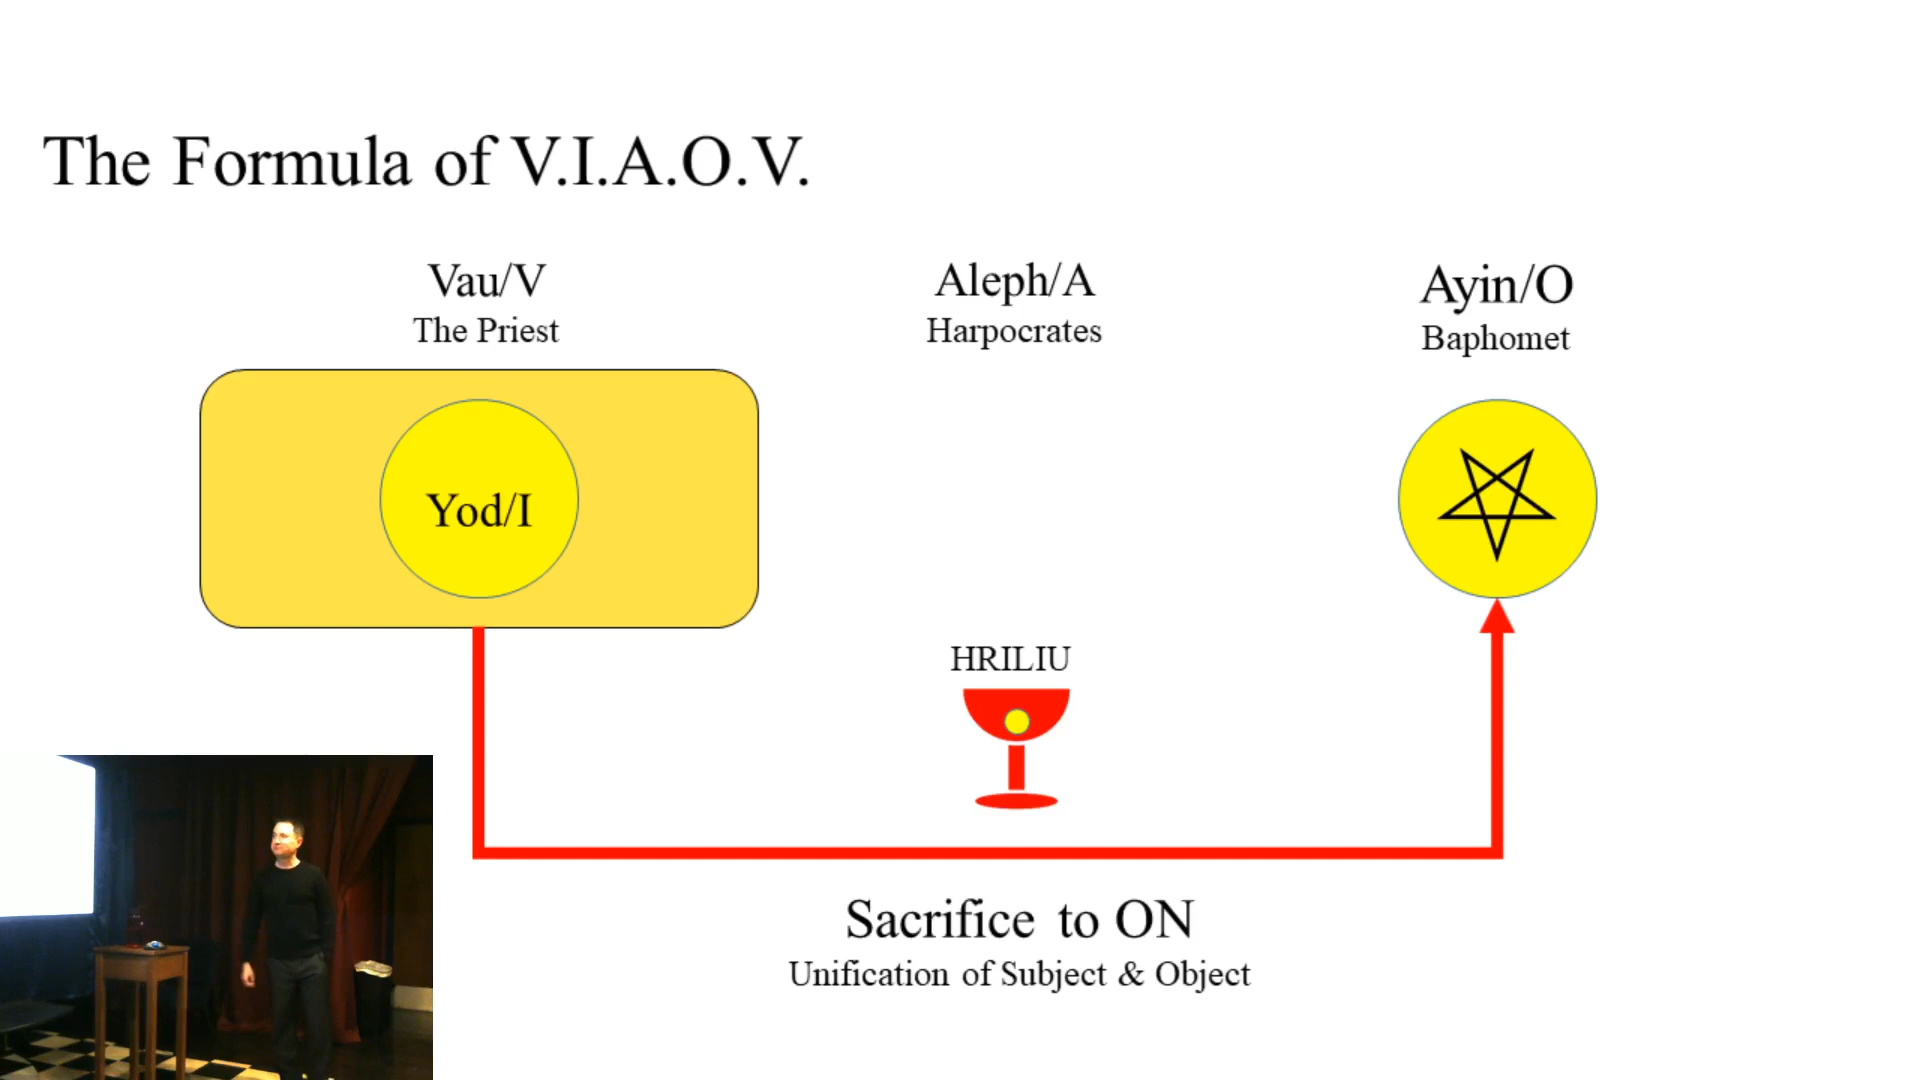 The Formula of V.I.A.O.V.
Vau/V
The Priest
Aleph/A
Harpocrates
Ayin/O
Baphomet
Yod/I
HRILIU
Sacrifice to ON
Unification of Subject & Object